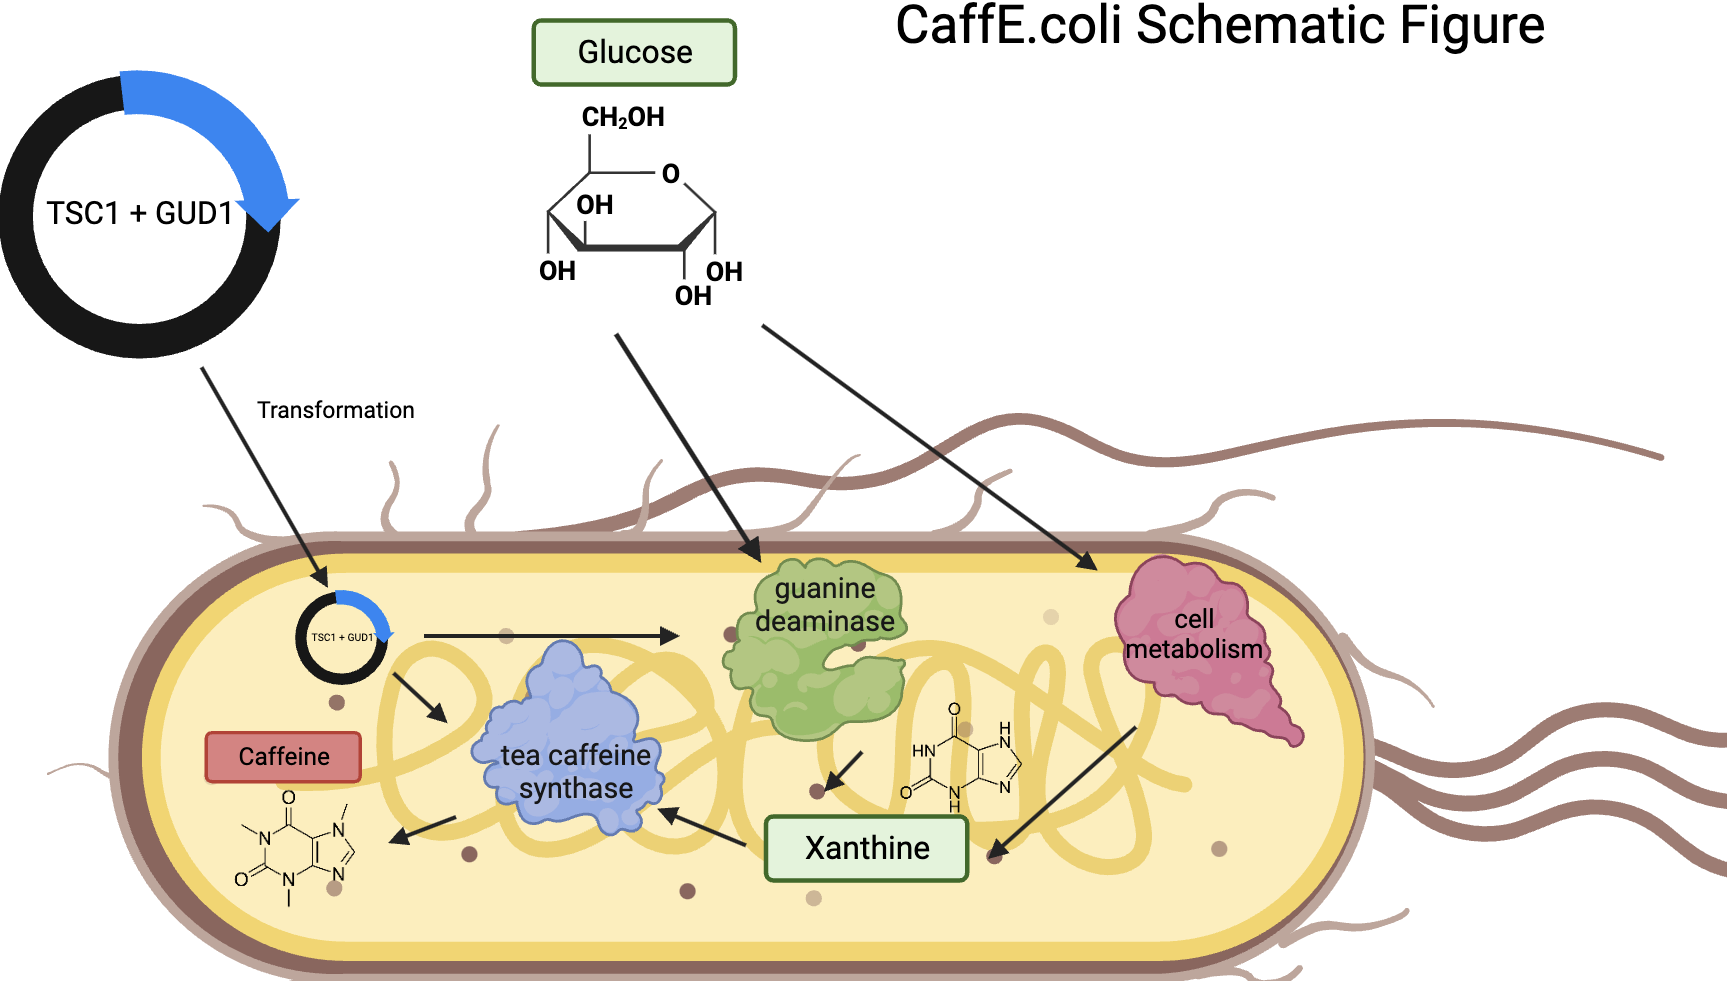 CaffE.coli Schematic Figure
Glucose
CH₂OH
O
OH
OH
OH
OH
TSC1 + GUD1
Transformation
guanine
deaminase
cell
metabolism
TSC1 + GUD1
tea caffeine
synthase
Caffeine
O
N
N
O
N
N
O
H
N
HN
O
N
H
N
Xanthine